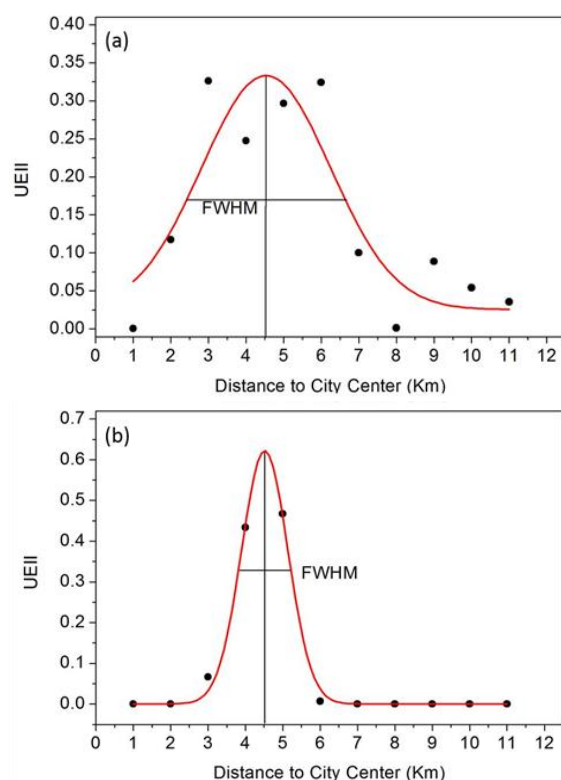 (a)
0.40
0.35
0.30
0.25
0.20
0.15
0.10
0.05
0.00
UEII
FWHM
0 1 2 3 4 5 6 7 8 9 10 11 12
Distance to City Center (Km)
(b)
0.7
0.6
0.5
0.4
0.3
0.2
0.1
0.0
UEII
FWHM
0 1 2 3 4 5 6 7 8 9 10 11 12
Distance to City Center (Km)